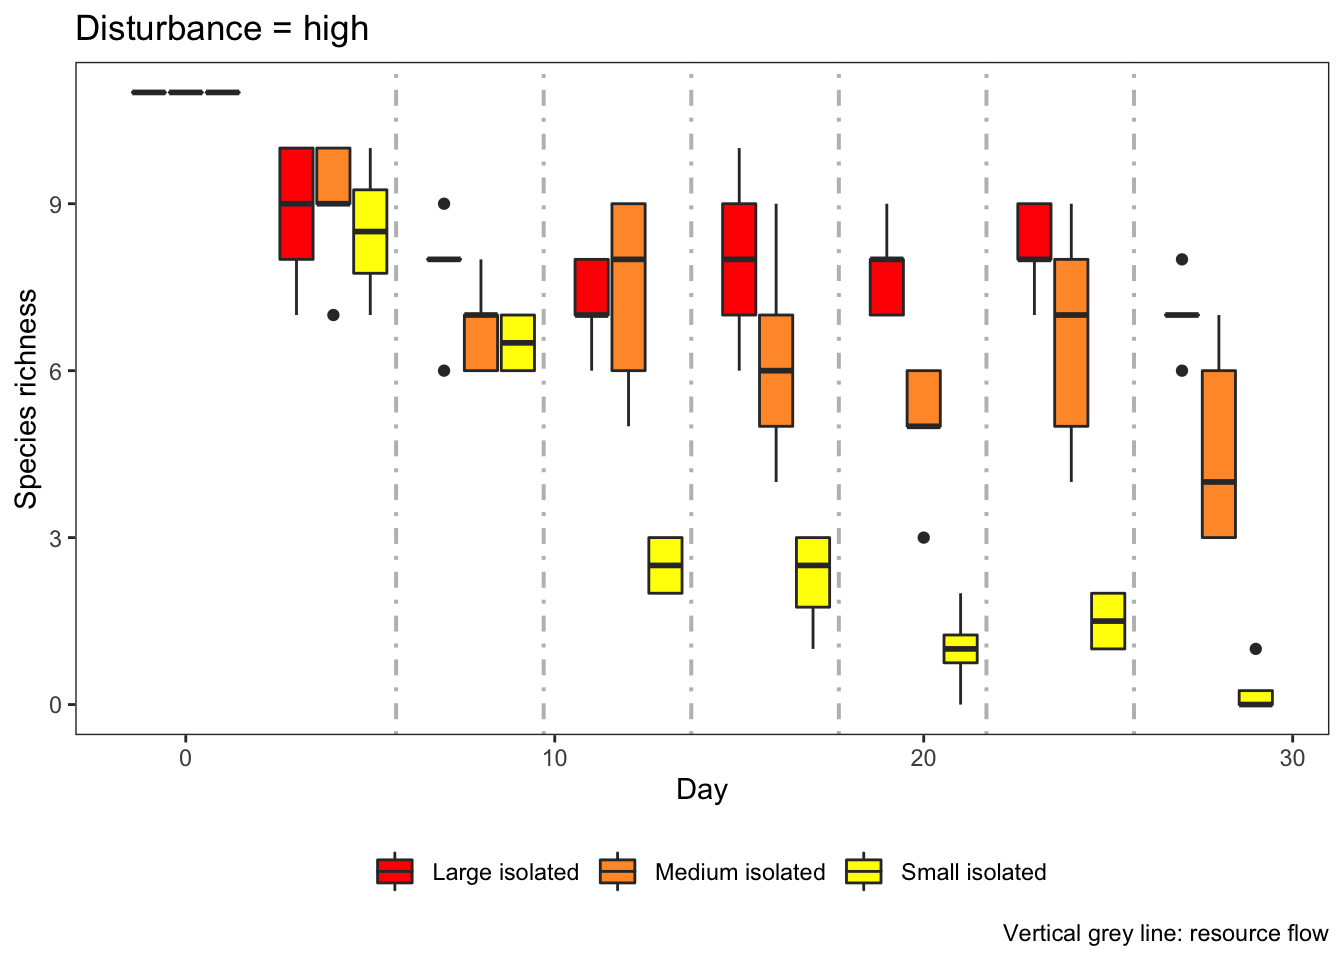 Disturbance = high
Species richness
9
6
3
0
0 10 20 30
Day
Large isolated Medium isolated Small isolated
Vertical grey line: resource flow